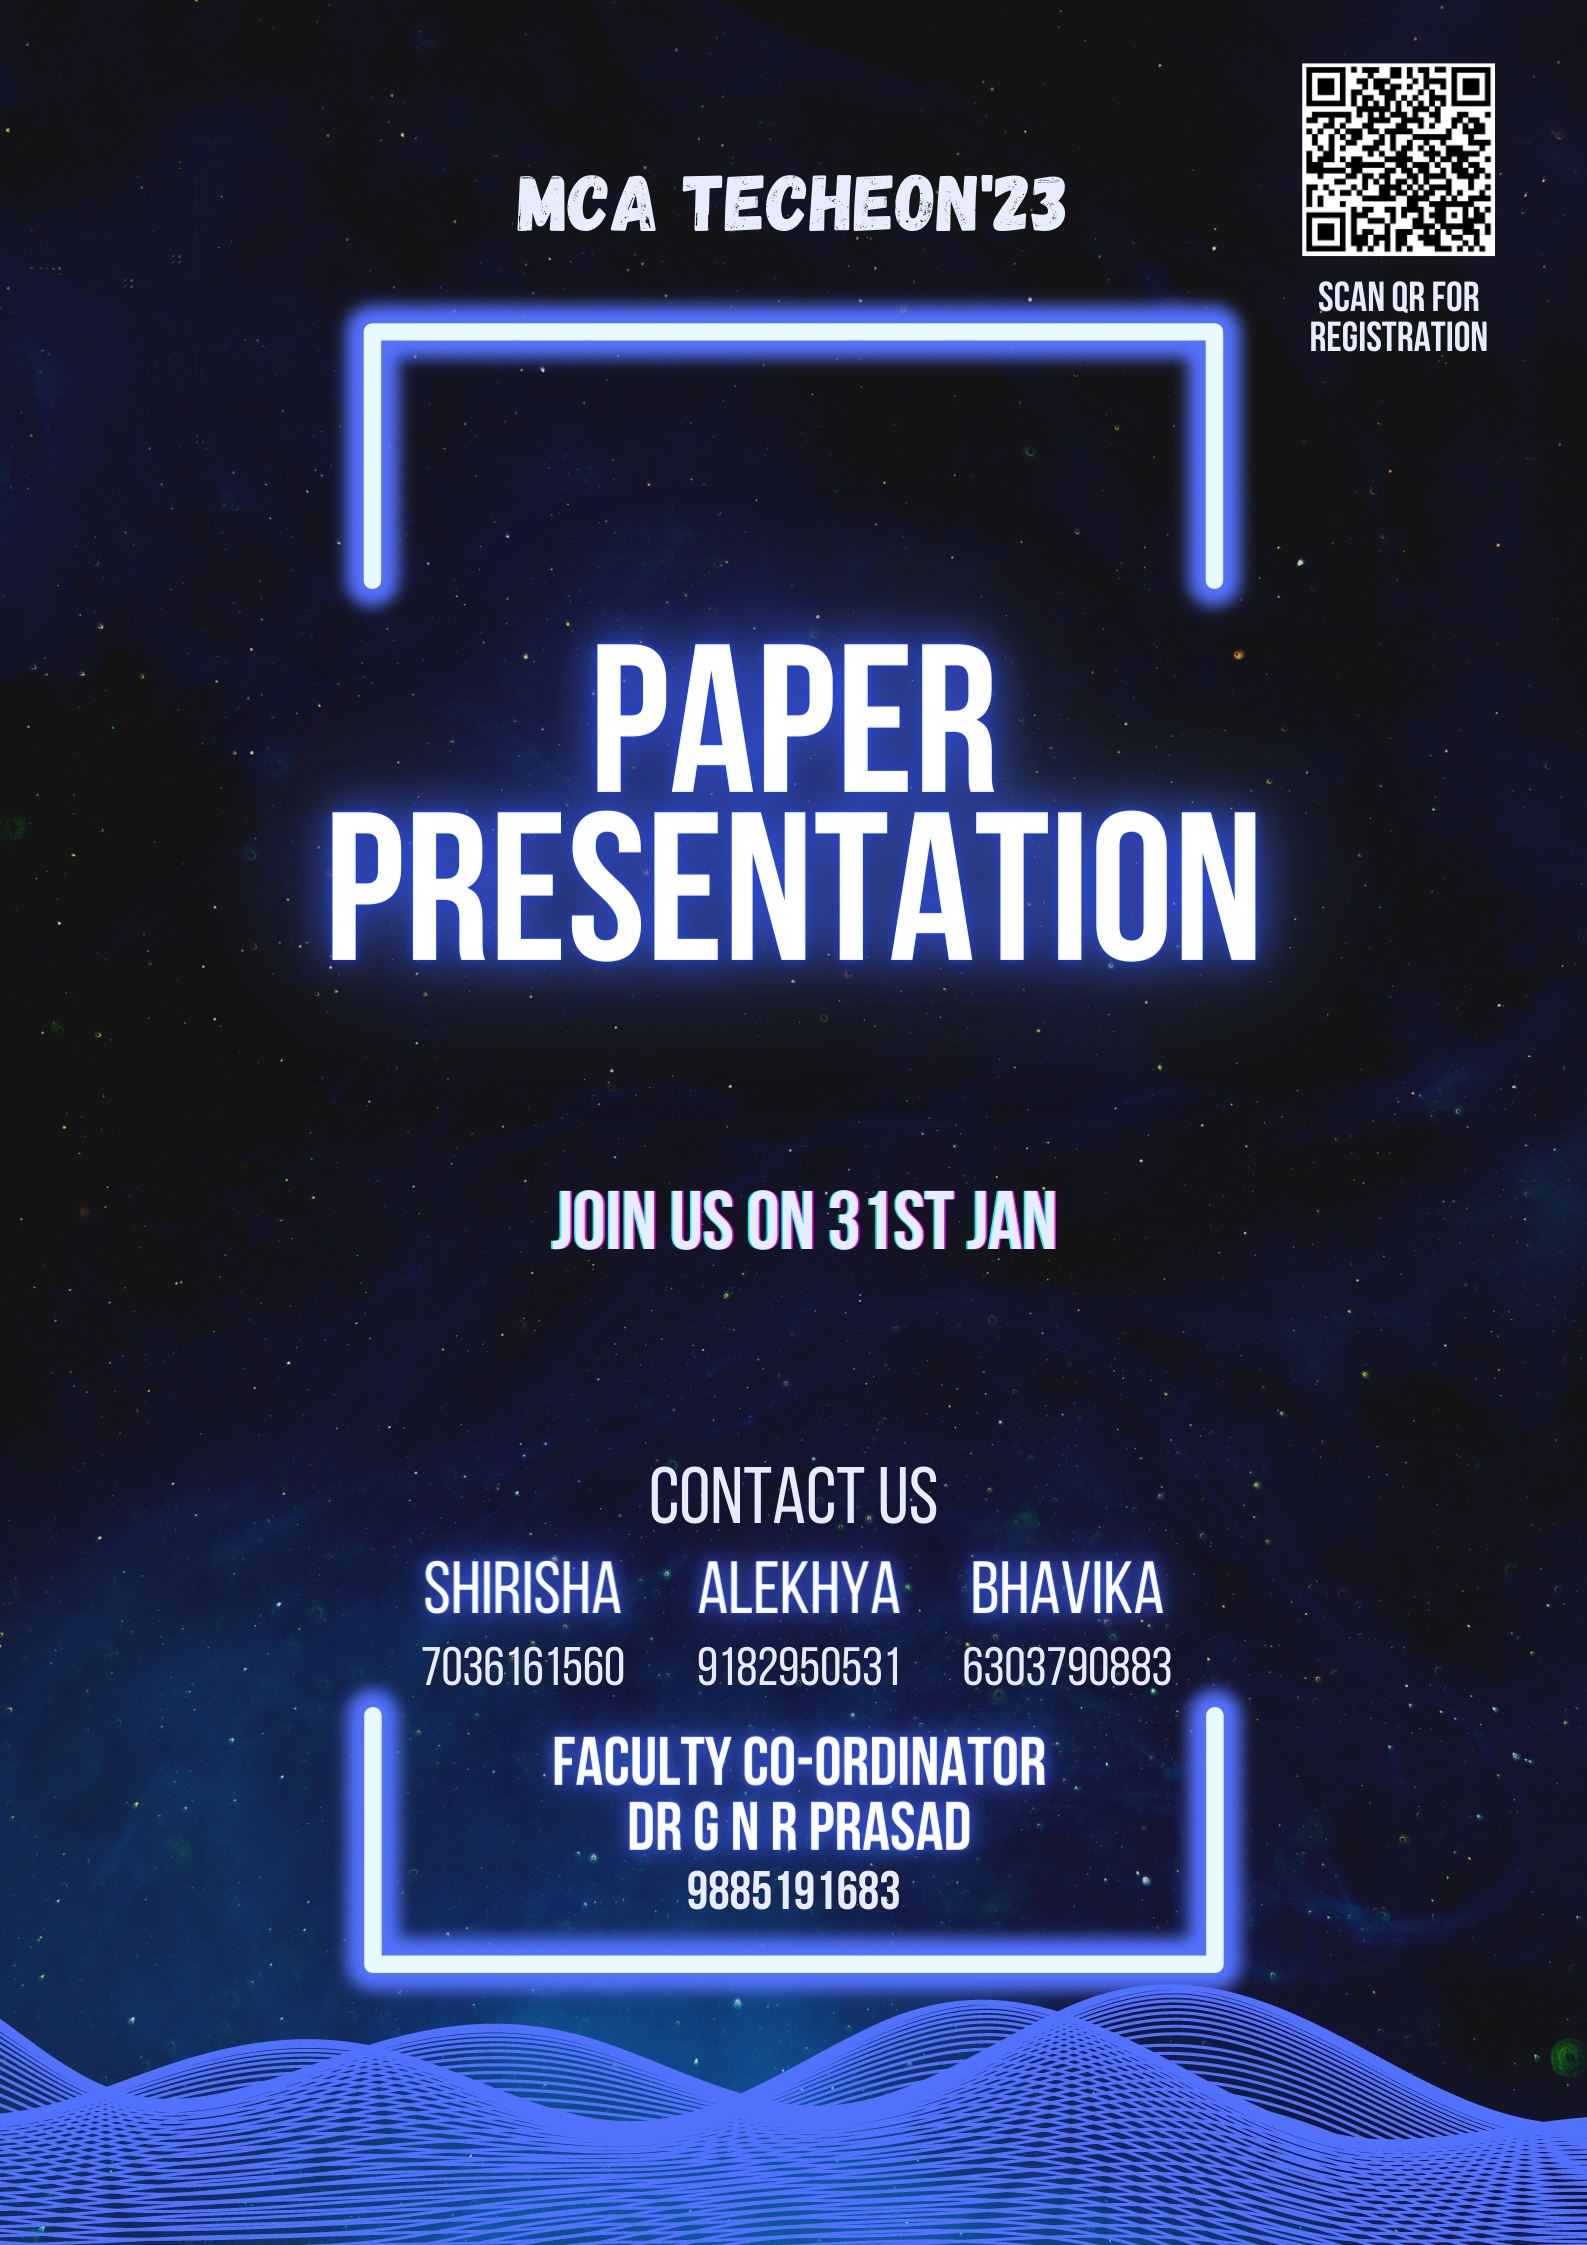 MCA TECHEON'23
SCAN QR FOR
REGISTRATION
PAPER
PRESENTATION
JOIN US ON 31ST JAN
CONTACT US
SHIRISHA ALEKHYA BHAVIKA
7036161560 9182950531 6303790883
FACULTY CO-ORDINATOR
DR G N R PRASAD
9885191683